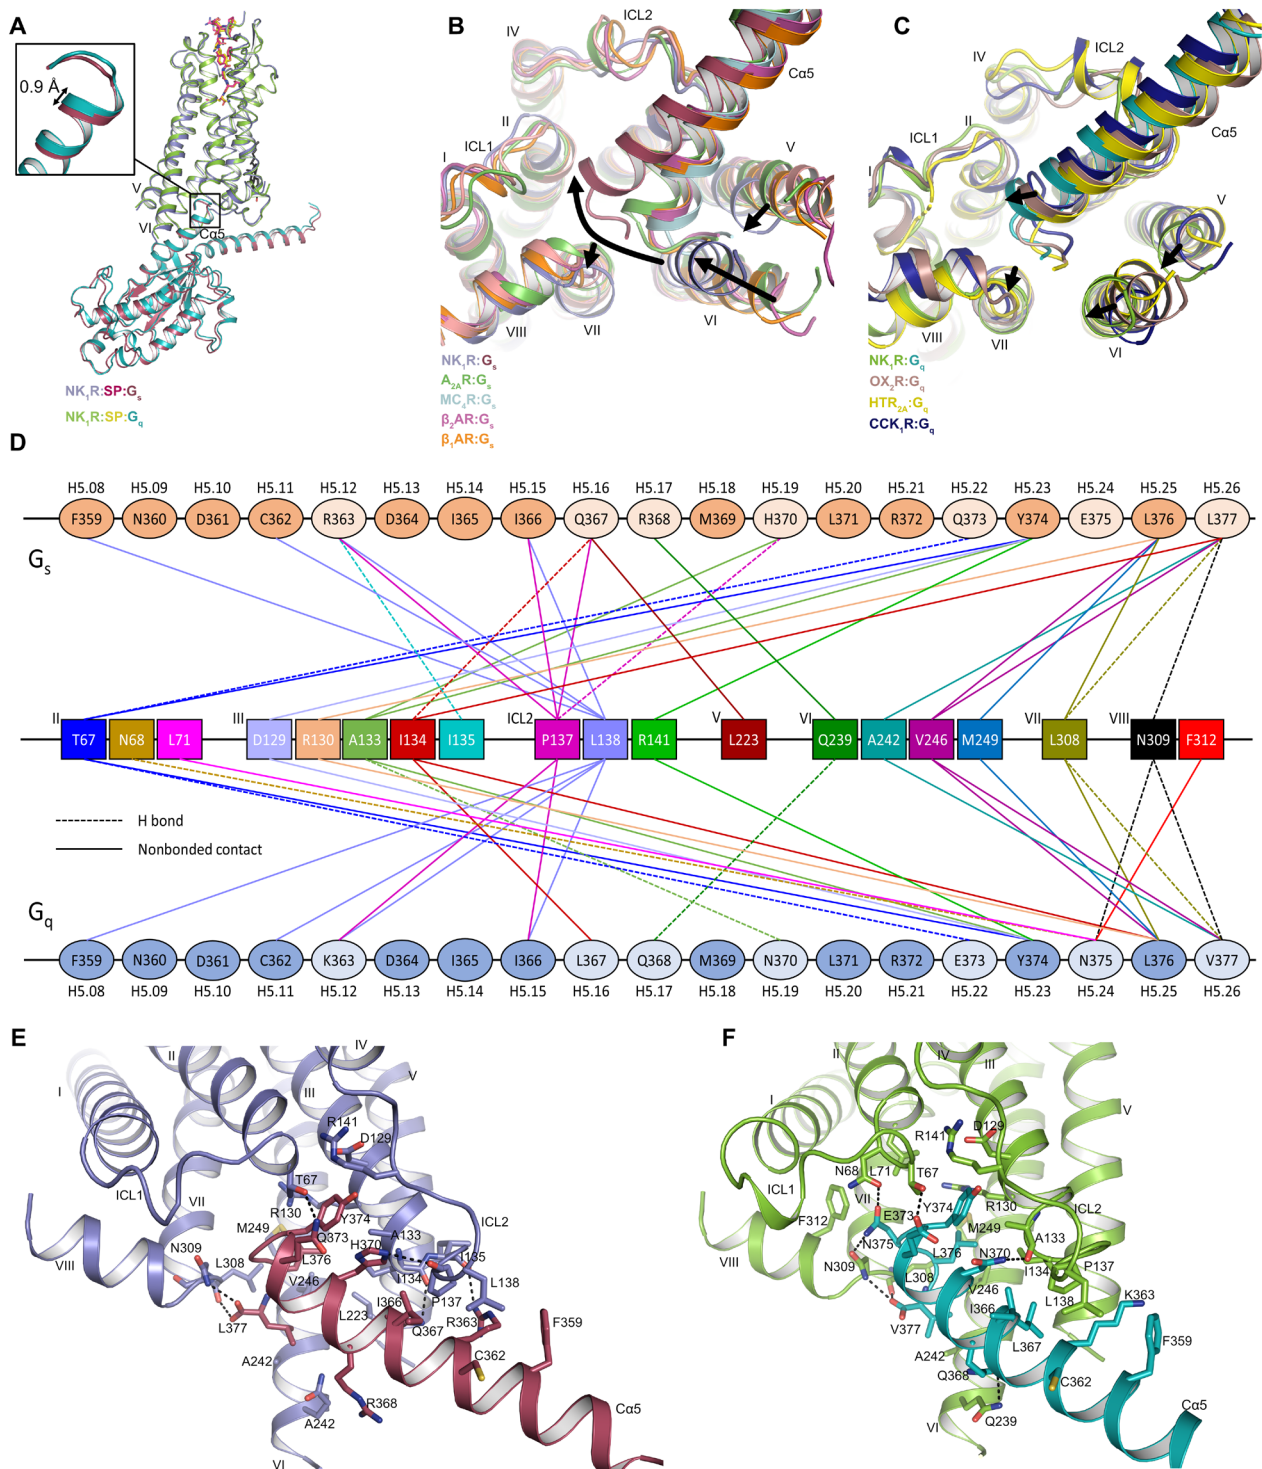 A
0.9 Å
V
VI
Cα5
NK₁R:SP:Gₛ
NK₁R:SP:G_q
B
IV
ICL2
Cα5
II
ICL1
I
V
VIII
VII
VI
NK₁R:Gₛ
A₂ₐR:Gₛ
MC₄R:Gₛ
β₂AR:Gₛ
β₁AR:Gₛ
C
IV
ICL2
Cα5
II
ICL1
I
V
VIII
VII
VI
NK₁R:G_q
OX₂R:G_q
HTR₂ₐ:G_q
CCK₁R:G_q
D
H5.08 H5.09 H5.10 H5.11 H5.12 H5.13 H5.14 H5.15 H5.16 H5.17 H5.18 H5.19 H5.20 H5.21 H5.22 H5.23 H5.24 H5.25 H5.26
F359 N360 D361 C362 R363 D364 I365 I366 Q367 R368 M369 H370 L371 R372 Q373 Y374 E375 L376 L377
Gₛ
II III ICL2 V VI VII VIII
T67 N68 L71 D129 R130 A133 I134 I135 P137 L138 R141 L223 Q239 A242 V246 M249 L308 N309 F312
H bond
Nonbonded contact
G_q
F359 N360 D361 C362 K363 D364 I365 I366 L367 Q368 M369 N370 L371 R372 E373 Y374 N375 L376 V377
H5.08 H5.09 H5.10 H5.11 H5.12 H5.13 H5.14 H5.15 H5.16 H5.17 H5.18 H5.19 H5.20 H5.21 H5.22 H5.23 H5.24 H5.25 H5.26
E
IV
II
I
III
V
R141
D129
T67
ICL1
VII
R130
Y374
ICL2
M249
Q373
A133
N309
H370
VIII
L308
L376
I135
I134
V246
L138
P137
I366
L377
L223
Q367
R363
F359
A242
C362
R368
Cα5
A242
VI
F
II
IV
III
I
V
R141
D129
N68
L71
T67
ICL1
VII
Y374
R130
ICL2
F312
E373
M249
A133
N375
VIII
L376
N370
N309
L308
I134
P137
V246
L138
K363
I366
V377
L367
F359
A242
Q368
C362
Q239
Cα5
VI